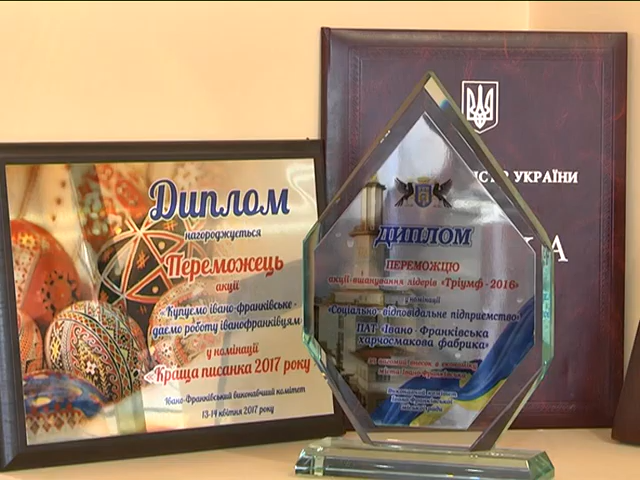 Диплом
нагороджується
Переможець
акції
«Купуємо івано-франківське -
даємо роботу іванофранківцям»
у номінації
«Краща писанка 2017 року»
Івано-Франківський виконавчий комітет
13-14 квітня 2017 року
ДИПЛОМ
ПЕРЕМОЖЦЮ
акції вшанування лідерів «Тріумф - 2016»
у номінації
«Соціально - відповідальне підприємство»
ПАТ «Івано - Франківська
харчосмакова фабрика»
УКРАЇНИ